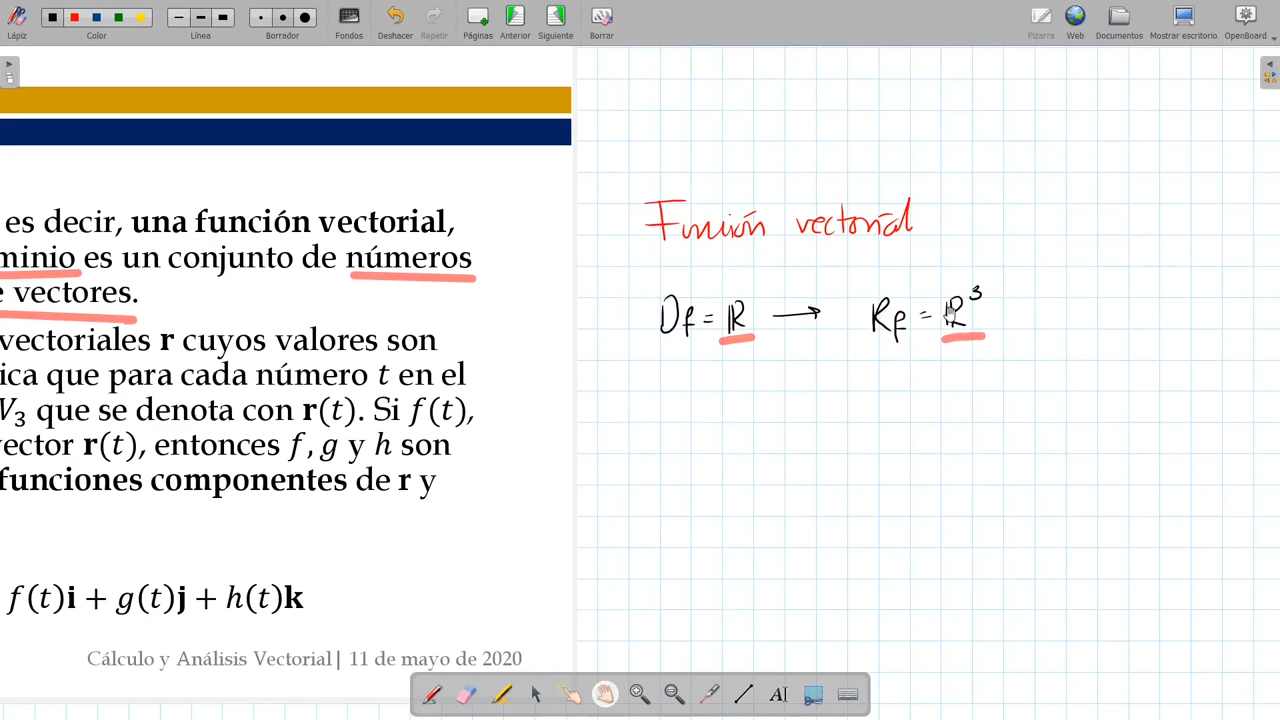 Lápiz Color Línea Borrador Fondos Deshacer Repetir Páginas Anterior Siguiente Borrar Pizarra Web Documentos Mostrar escritorio OpenBoard
es decir, una función vectorial,
minio es un conjunto de números
e vectores.
vectoriales r cuyos valores son
ica que para cada número t en el
V₃ que se denota con r(t). Si f(t),
vector r(t), entonces f, g y h son
funciones componentes de r y
f(t)i + g(t)j + h(t)k
Cálculo y Análisis Vectorial| 11 de mayo de 2020
Función vectorial
Df = ℝ → Rf = ℝ³
AI